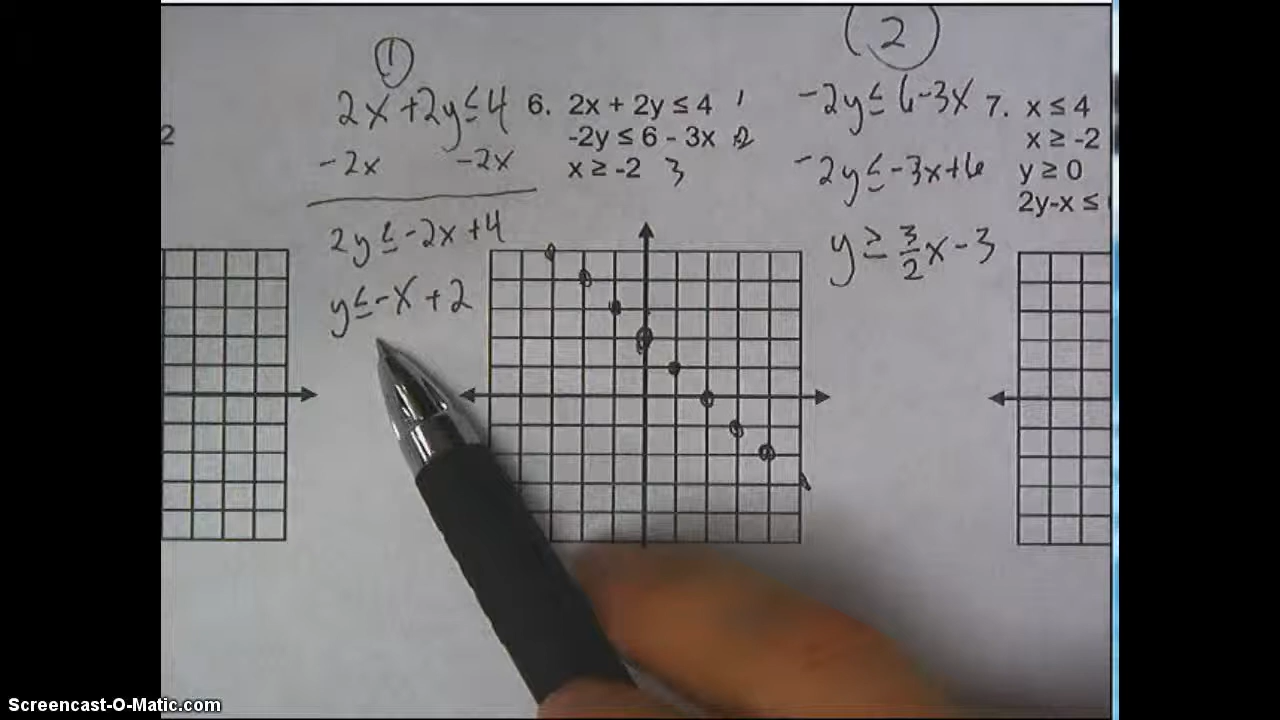 ①
2x + 2y ≤ 4
-2x -2x
2y ≤ -2x + 4
y ≤ -x + 2
2
6. 2x + 2y ≤ 4 1
-2y ≤ 6 - 3x 2
x ≥ -2 3
②
-2y ≤ 6 - 3x
-2y ≤ -3x + 6
y ≥ 3/2 x - 3
7. x ≤ 4
x ≥ -2
y ≥ 0
2y-x ≤
Screencast-O-Matic.com